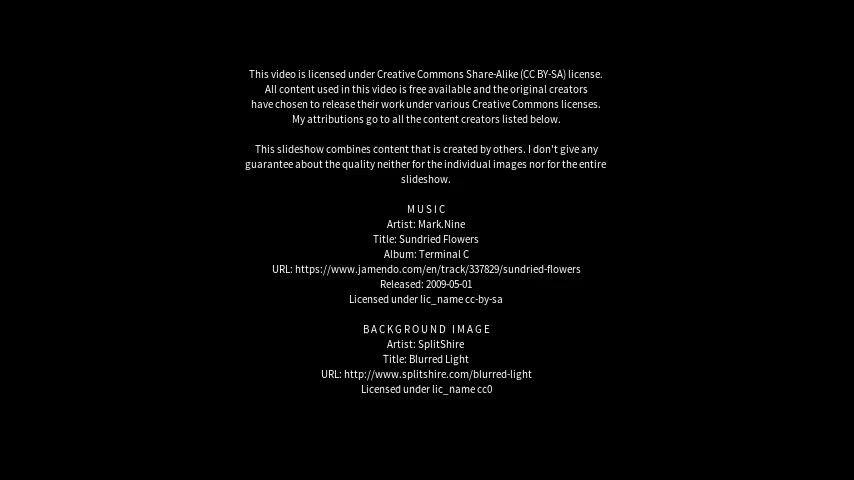 This video is licensed under Creative Commons Share-Alike (CC BY-SA) license.
All content used in this video is free available and the original creators
have chosen to release their work under various Creative Commons licenses.
My attributions go to all the content creators listed below.
This slideshow combines content that is created by others. I don't give any
guarantee about the quality neither for the individual images nor for the entire
slideshow.
MUSIC
Artist: Mark.Nine
Title: Sundried Flowers
Album: Terminal C
URL: https://www.jamendo.com/en/track/337829/sundried-flowers
Released: 2009-05-01
Licensed under lic_name cc-by-sa
BACKGROUND IMAGE
Artist: SplitShire
Title: Blurred Light
URL: http://www.splitshire.com/blurred-light
Licensed under lic_name cc0